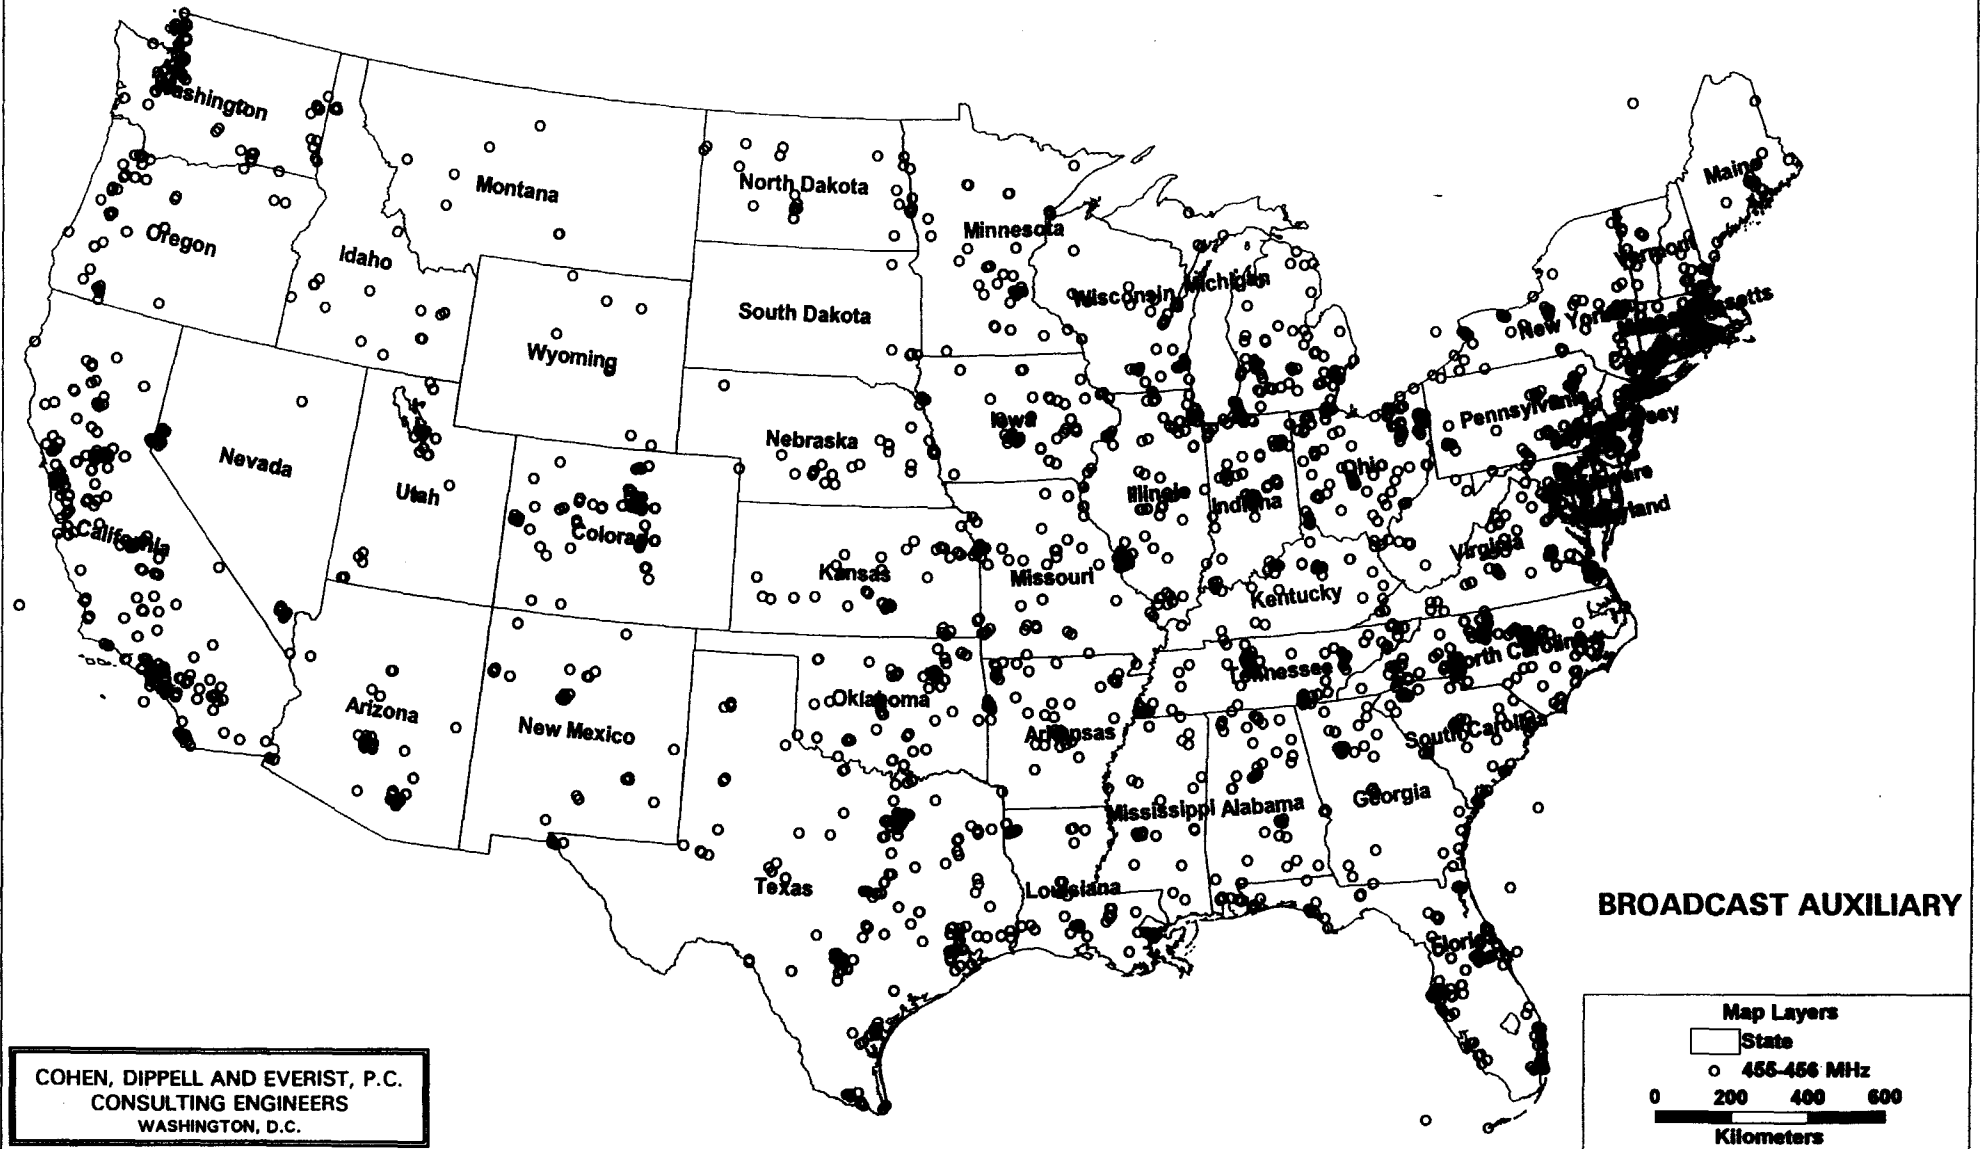 Washington
Montana
North Dakota
Minnesota
Maine
Vermont
Oregon
Idaho
Wisconsin
Michigan
South Dakota
Wyoming
New York
Iowa
Pennsylvania
Nebraska
Nevada
Utah
Ohio
Illinois
Indiana
California
Colorado
Kansas
Missouri
Kentucky
Virginia
North Carolina
Tennessee
Arizona
New Mexico
Oklahoma
Arkansas
South Carolina
Mississippi
Alabama
Georgia
Texas
Louisiana
Florida
BROADCAST AUXILIARY
Map Layers
State
455-456 MHz
0 200 400 600
Kilometers
COHEN, DIPPELL AND EVERIST, P.C.
CONSULTING ENGINEERS
WASHINGTON, D.C.